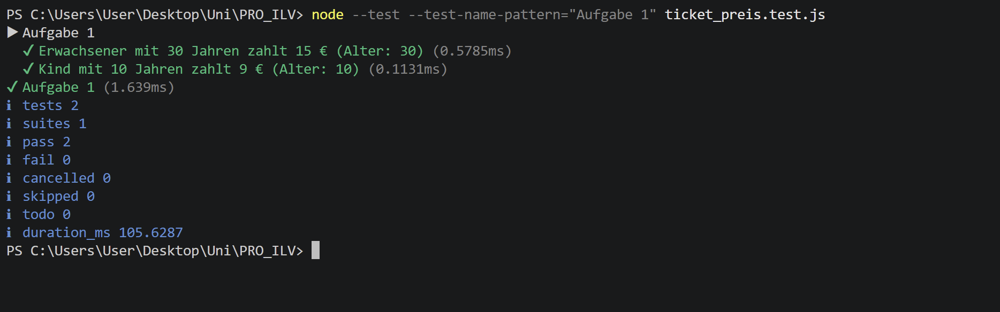 PS C:\Users\User\Desktop\Uni\PRO_ILV> node --test --test-name-pattern="Aufgabe 1" ticket_preis.test.js
▶ Aufgabe 1
  ✔ Erwachsener mit 30 Jahren zahlt 15 € (Alter: 30) (0.5785ms)
  ✔ Kind mit 10 Jahren zahlt 9 € (Alter: 10) (0.1131ms)
✔ Aufgabe 1 (1.639ms)
ℹ tests 2
ℹ suites 1
ℹ pass 2
ℹ fail 0
ℹ cancelled 0
ℹ skipped 0
ℹ todo 0
ℹ duration_ms 105.6287
PS C:\Users\User\Desktop\Uni\PRO_ILV>